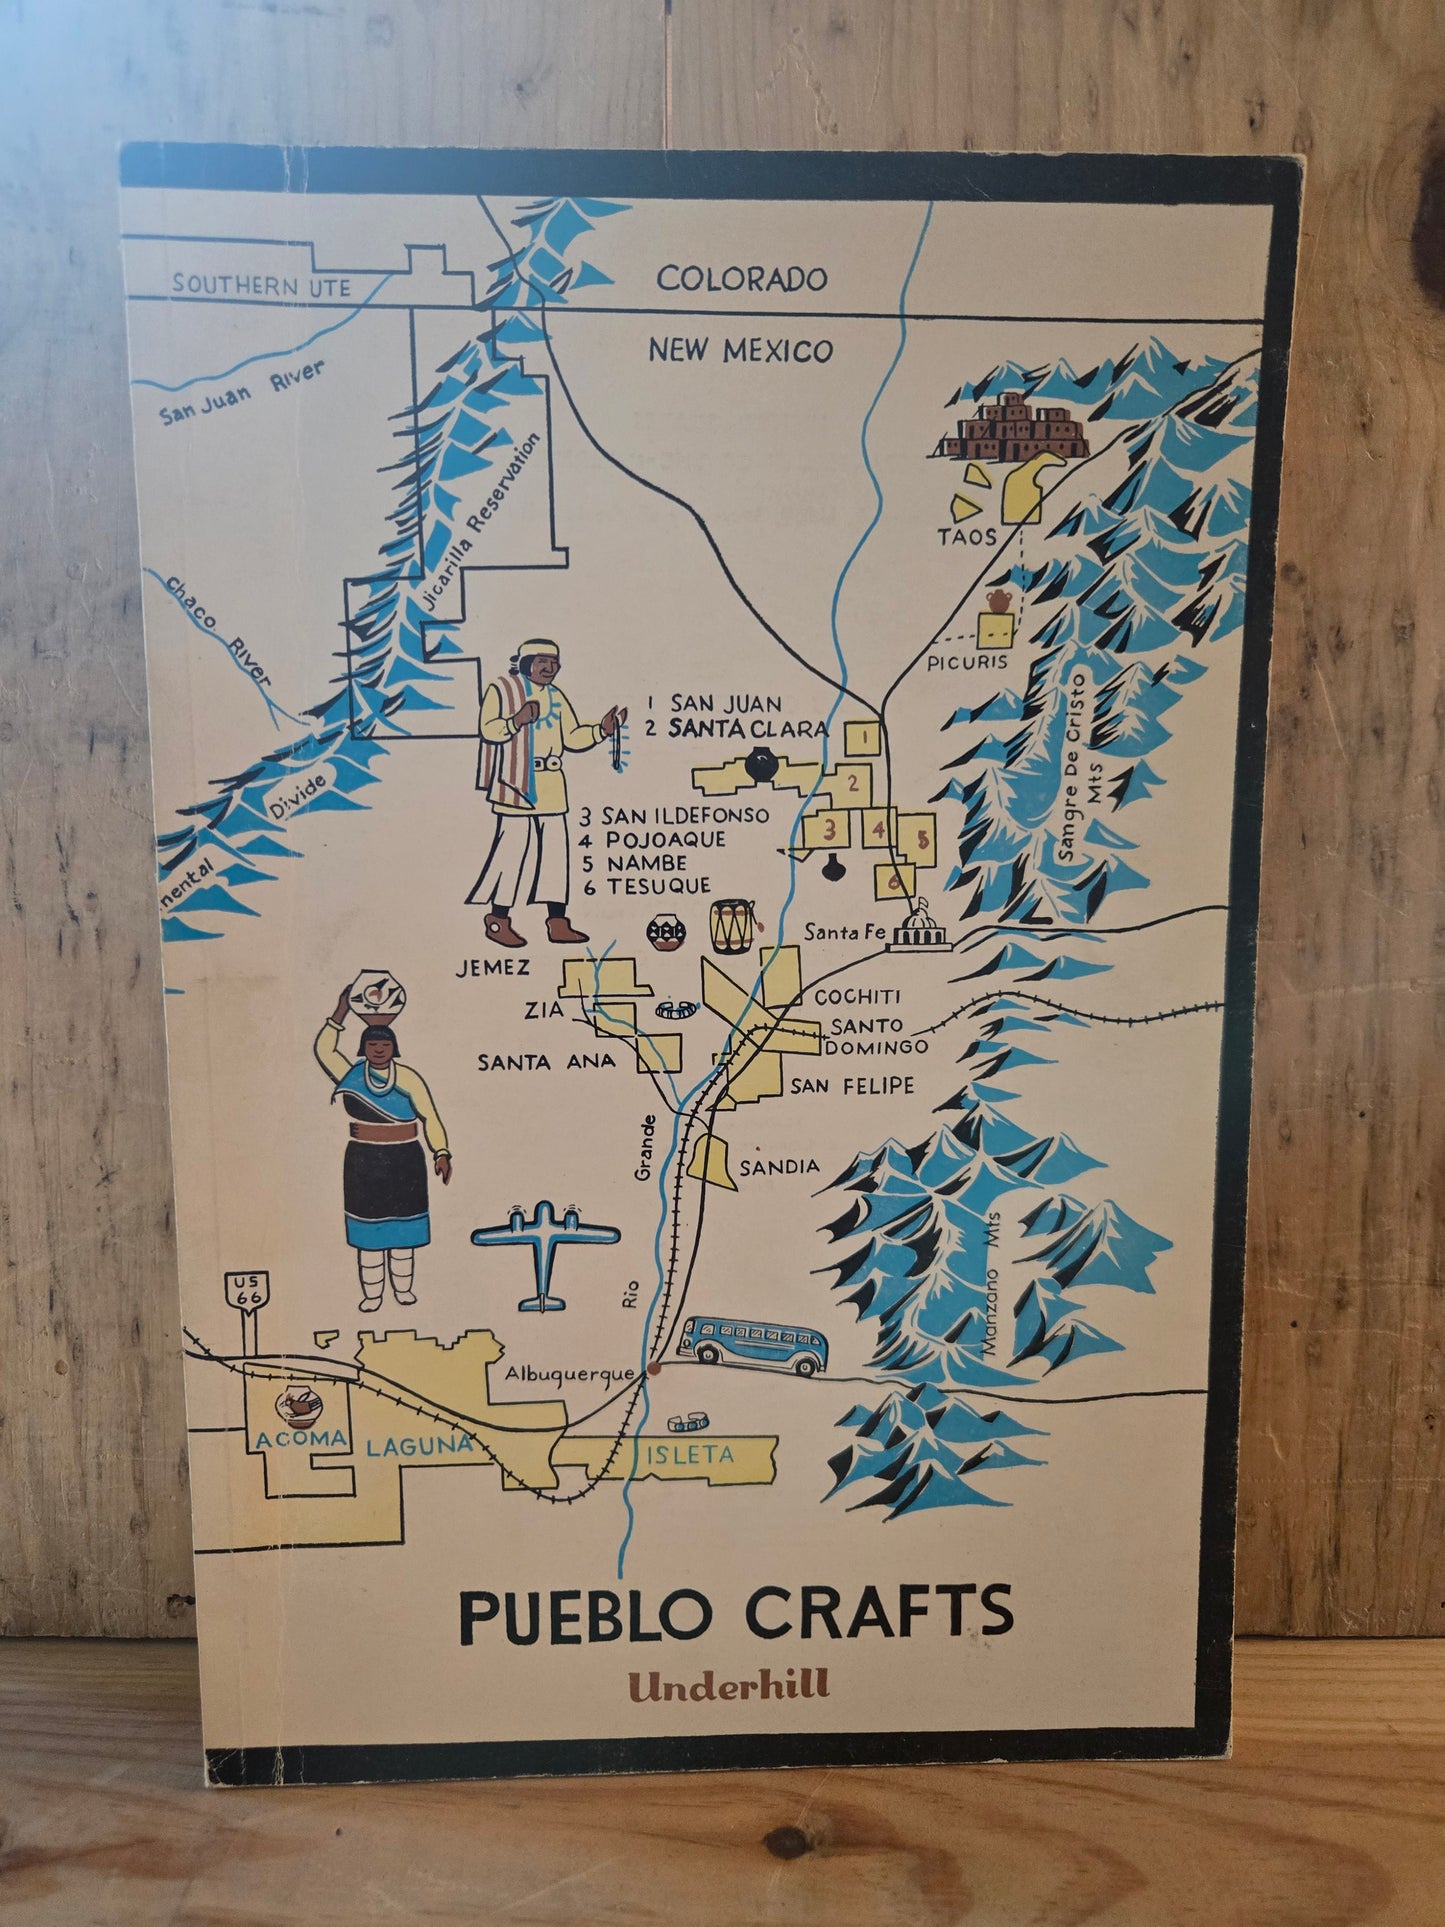 SOUTHERN UTE
COLORADO
NEW MEXICO
San Juan River
Jicarilla Reservation
TAOS
Chaco River
PICURIS
1 SAN JUAN
2 SANTA CLARA
1
2
Sangre De Cristo
Mts
Divide
3 SAN ILDEFONSO
4 POJOAQUE
5 NAMBE
6 TESUQUE
3
4
5
6
nental
Santa Fe
JEMEZ
ZIA
COCHITI
SANTO
DOMINGO
SANTA ANA
SAN FELIPE
Grande
SANDIA
Rio
Manzano Mts
US
66
Albuquerque
ACOMA
LAGUNA
ISLETA
PUEBLO CRAFTS
Underhill